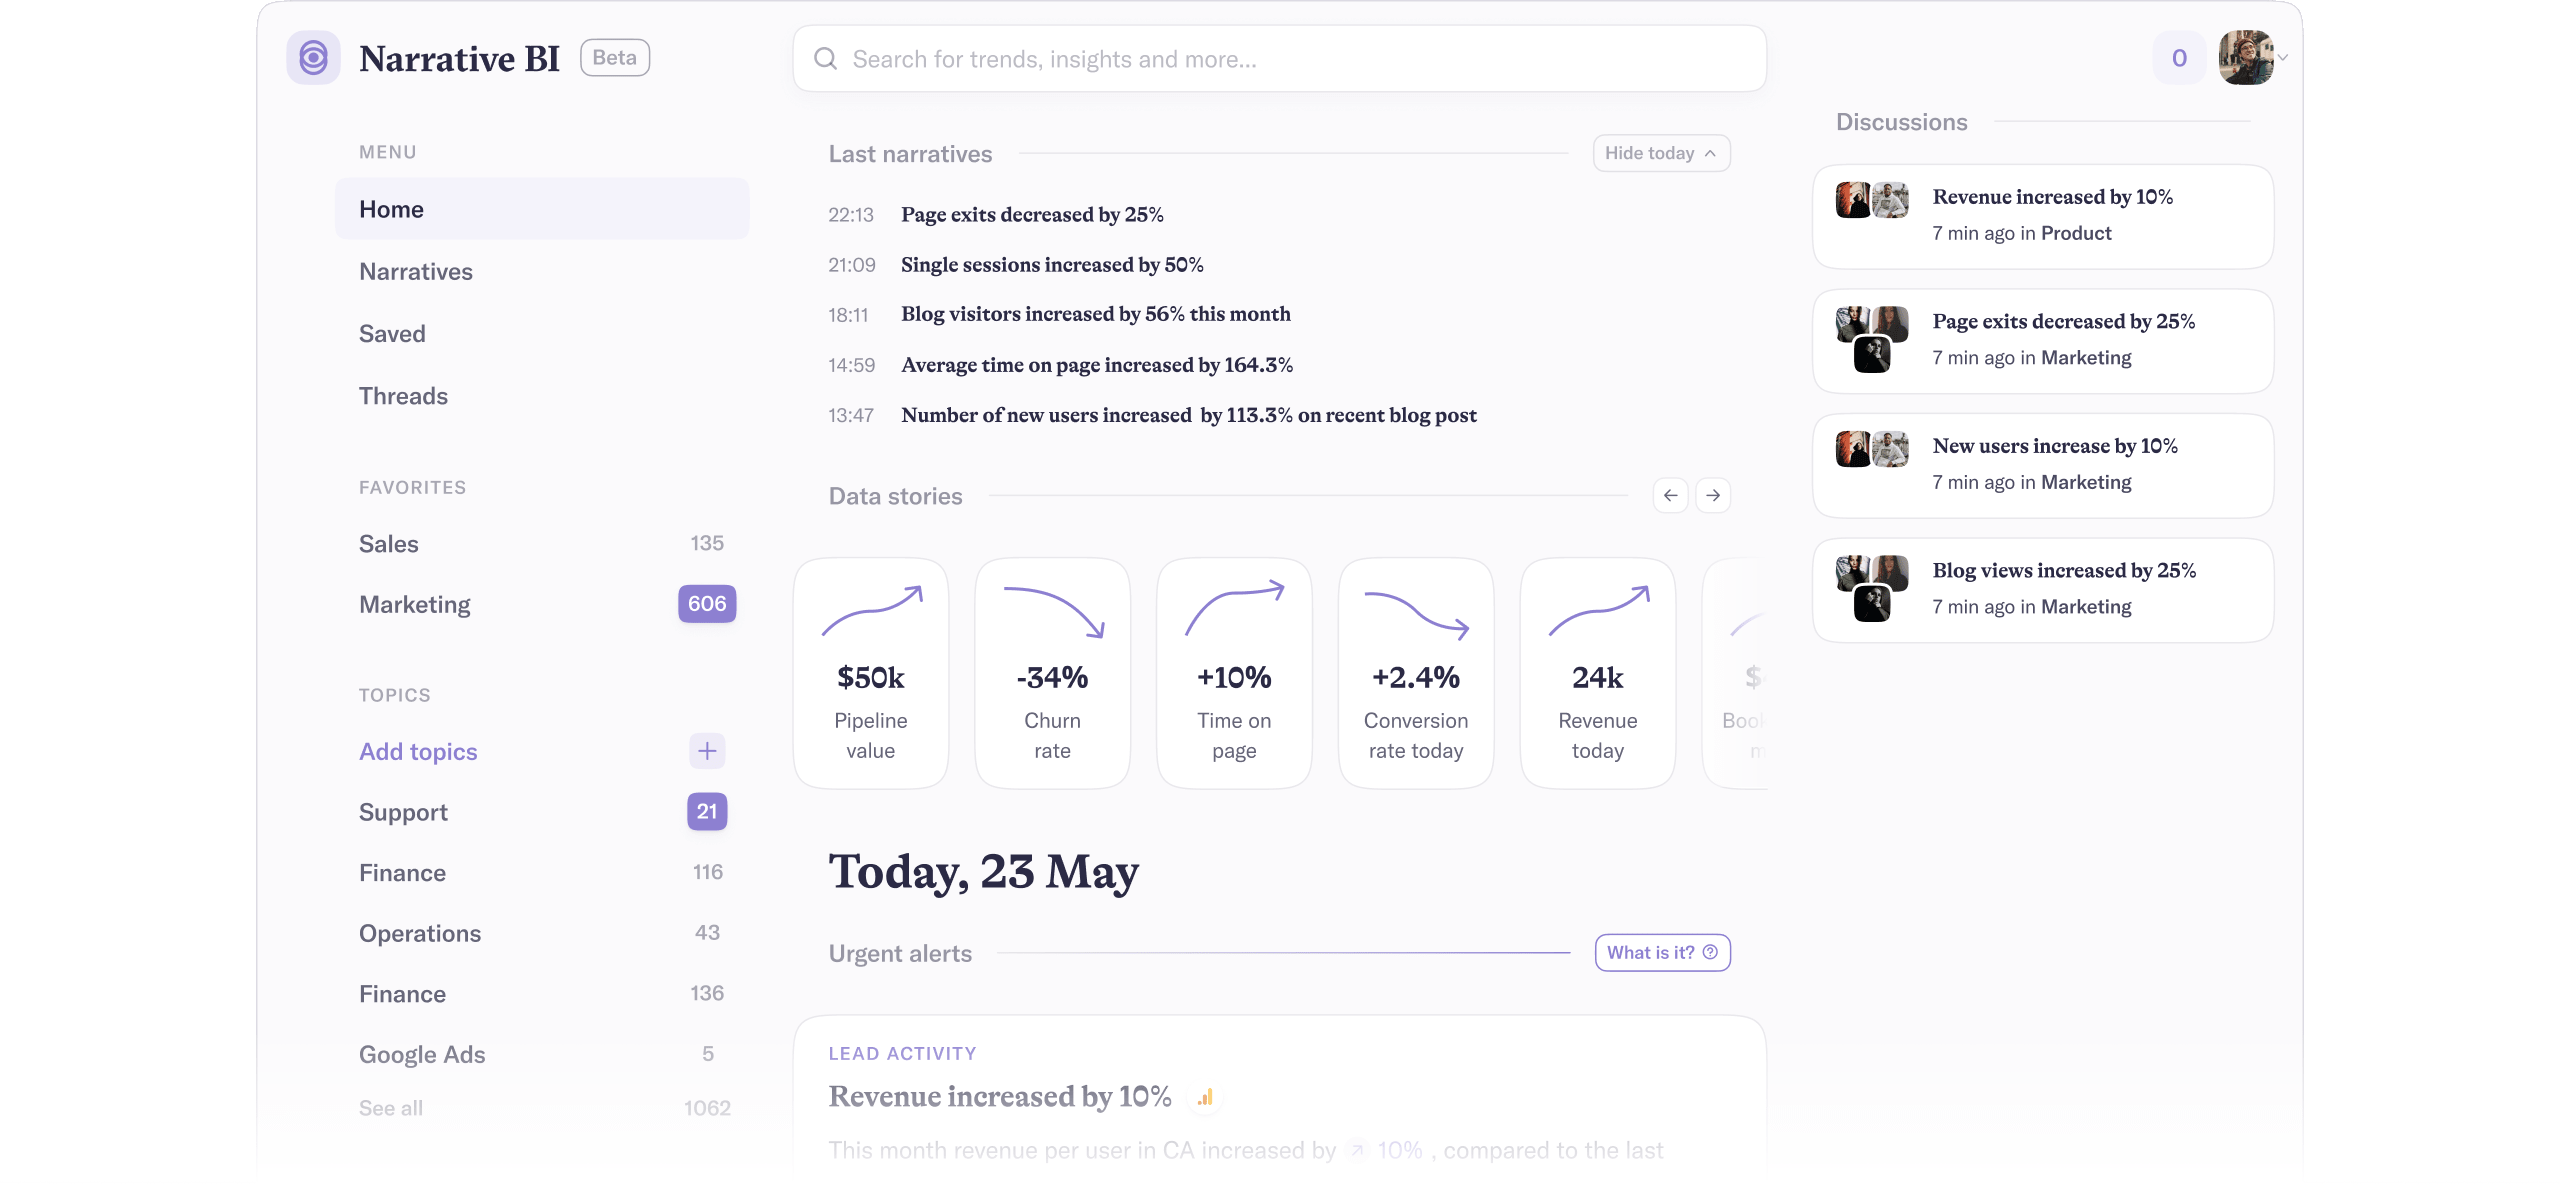 Narrative BI
Beta
Search for trends, insights and more...
0
MENU
Home
Narratives
Saved
Threads
FAVORITES
Sales 135
Marketing 606
TOPICS
Add topics
Support 21
Finance 116
Operations 43
Finance 136
Google Ads 5
See all 1062
Last narratives
Hide today
22:13 Page exits decreased by 25%
21:09 Single sessions increased by 50%
18:11 Blog visitors increased by 56% this month
14:59 Average time on page increased by 164.3%
13:47 Number of new users increased by 113.3% on recent blog post
Data stories
$50k
Pipeline
value
-34%
Churn
rate
+10%
Time on
page
+2.4%
Conversion
rate today
24k
Revenue
today
$
Book
m
Today, 23 May
Urgent alerts
What is it?
LEAD ACTIVITY
Revenue increased by 10%
This month revenue per user in CA increased by 10% , compared to the last
Discussions
Revenue increased by 10%
7 min ago in Product
Page exits decreased by 25%
7 min ago in Marketing
New users increase by 10%
7 min ago in Marketing
Blog views increased by 25%
7 min ago in Marketing